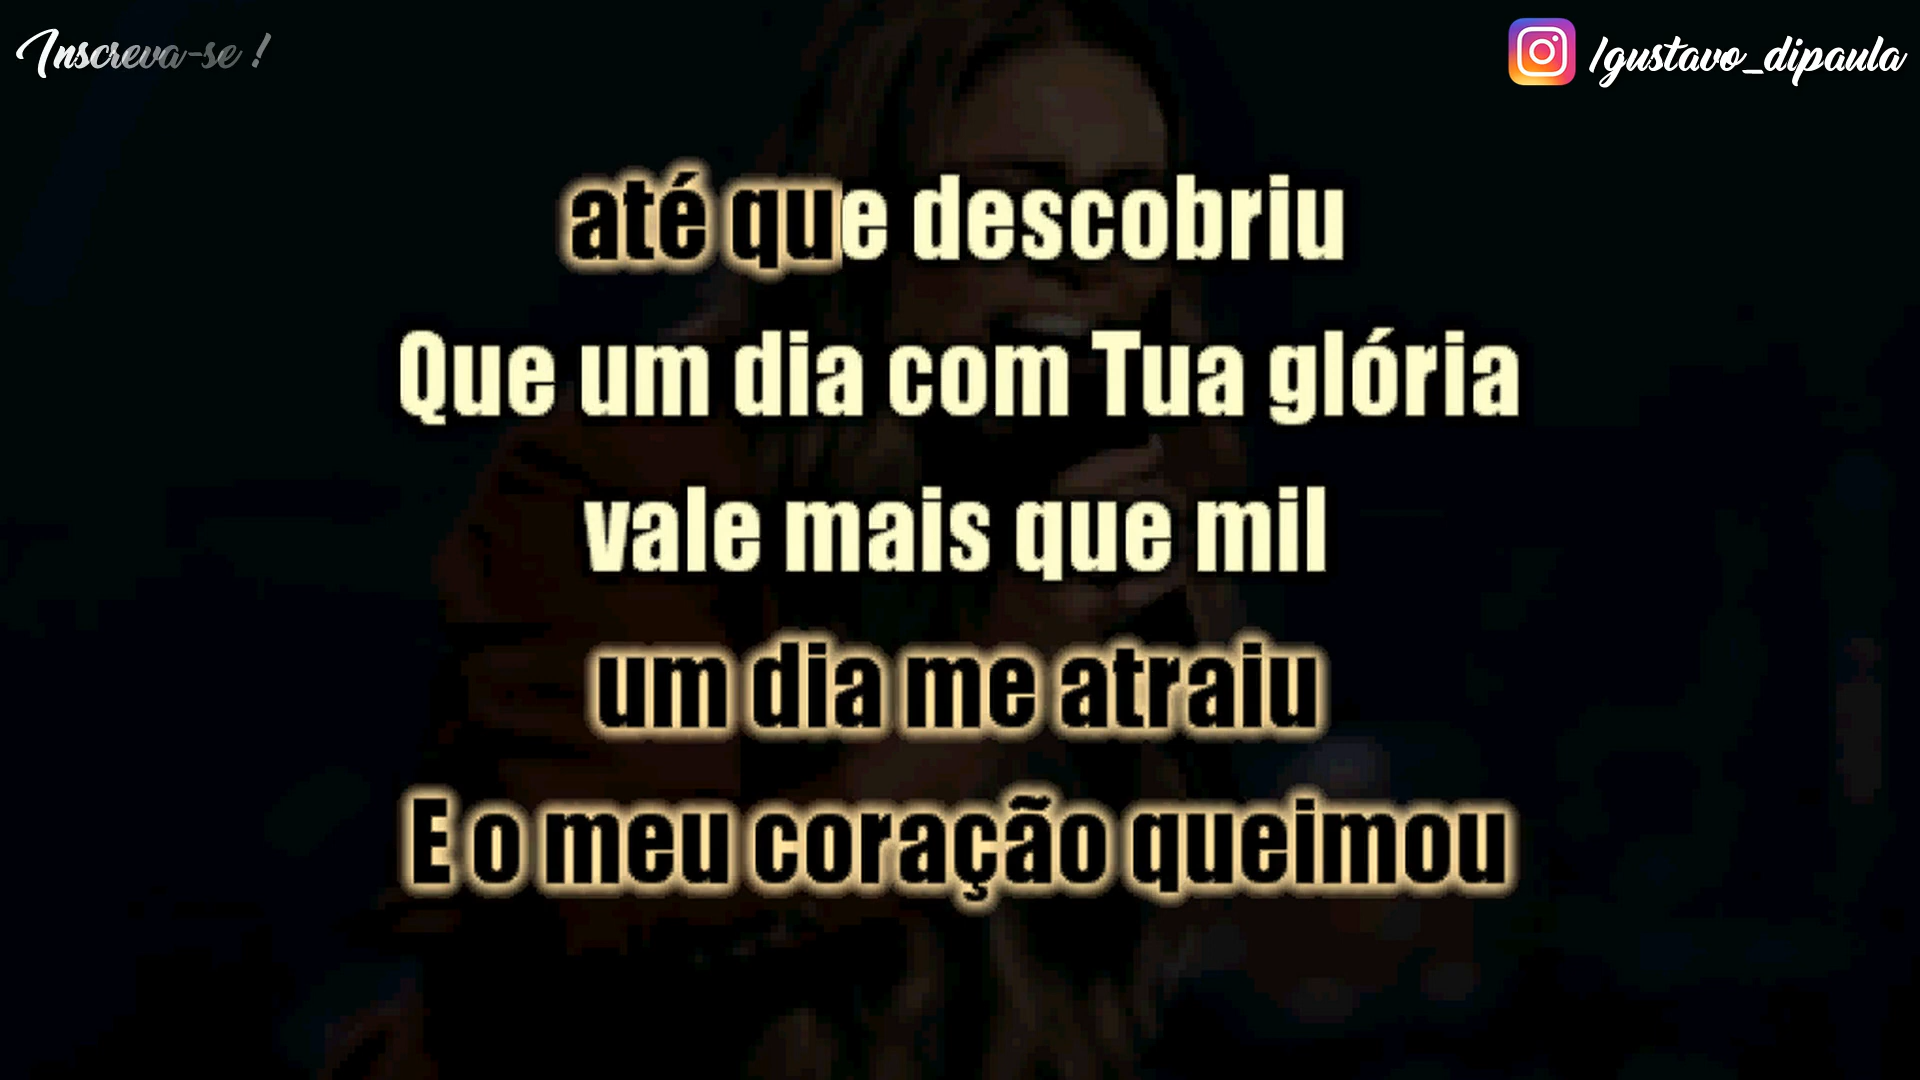 Inscreva-se !
/gustavo_dipaula
até que descobriu
Que um dia com Tua glória
vale mais que mil
um dia me atraiu
E o meu coração queimou